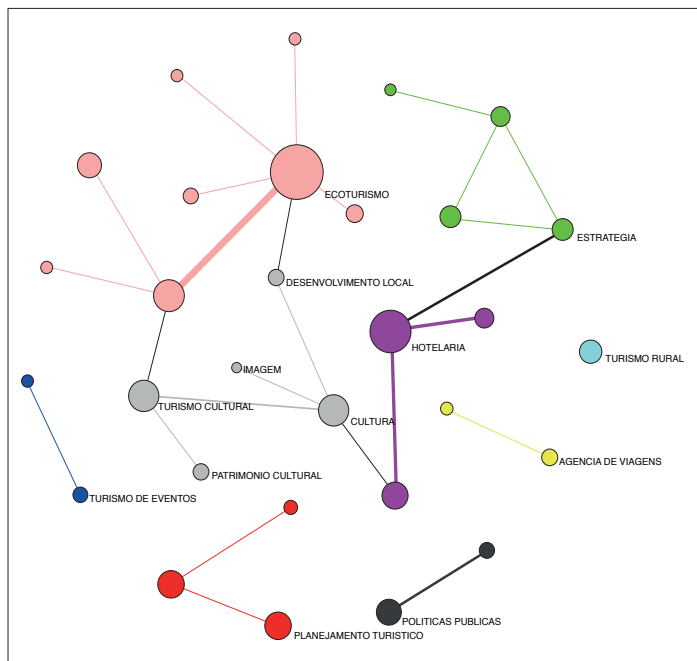 ECOTURISMO
ESTRATEGIA
DESENVOLVIMENTO LOCAL
HOTELARIA
TURISMO RURAL
IMAGEM
TURISMO CULTURAL
CULTURA
AGENCIA DE VIAGENS
PATRIMONIO CULTURAL
TURISMO DE EVENTOS
POLITICAS PUBLICAS
PLANEJAMENTO TURISTICO